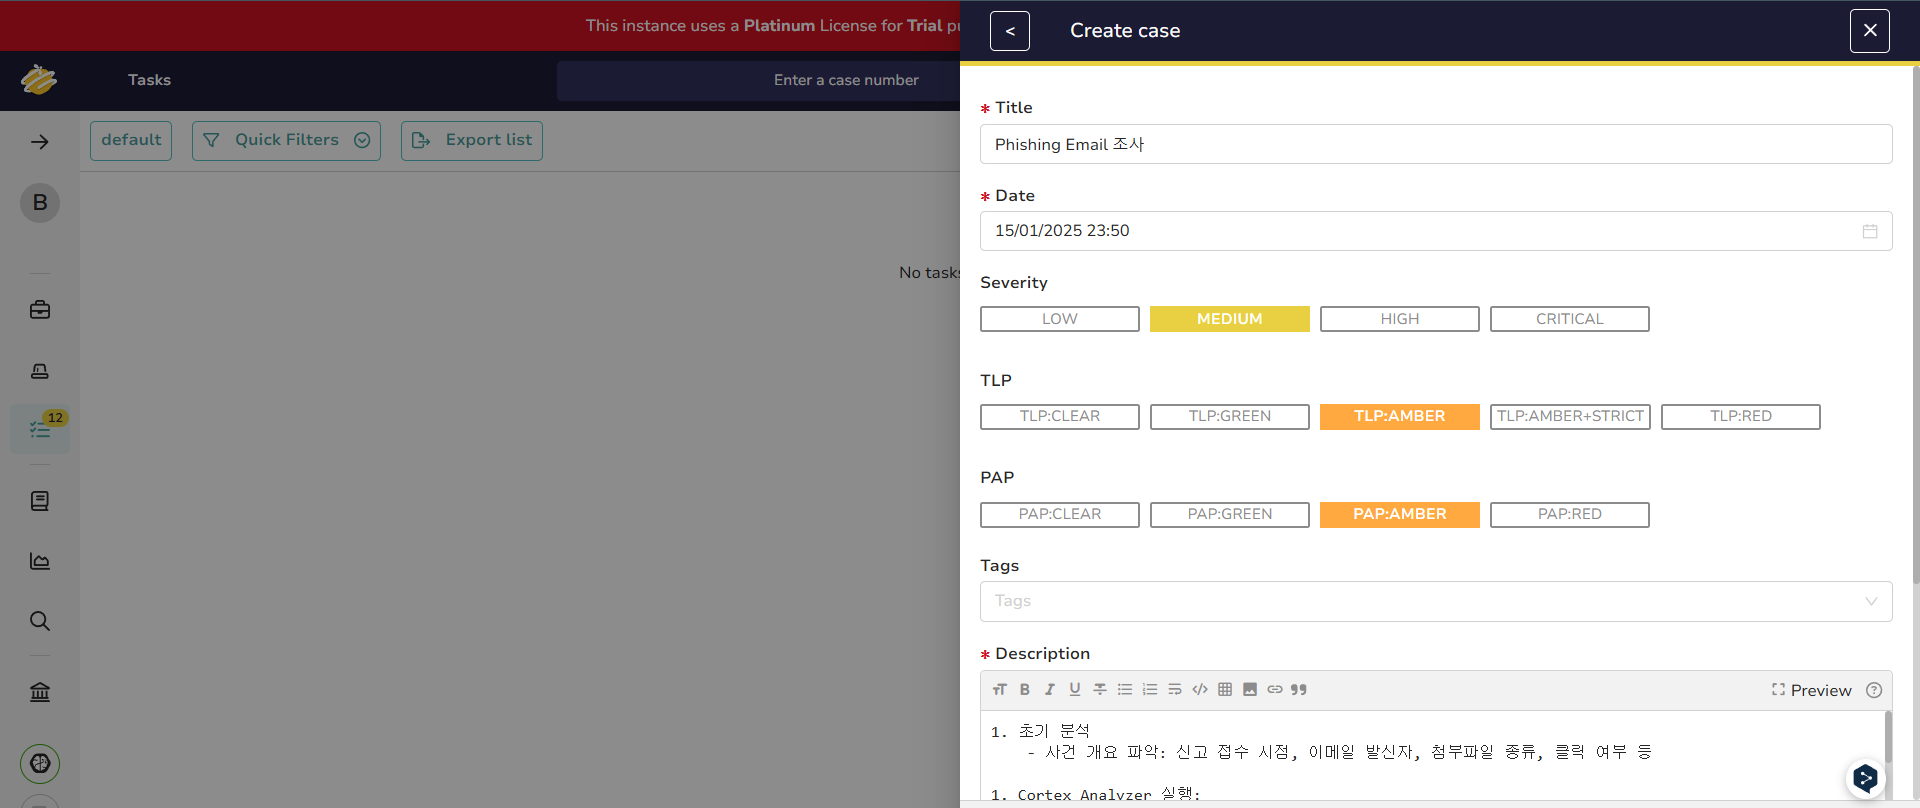 This instance uses a Platinum License for Trial pu
< Create case
Tasks
Enter a case number
default
Quick Filters
Export list
B
No tasks
12
* Title
Phishing Email 조사
* Date
15/01/2025 23:50
Severity
LOW MEDIUM HIGH CRITICAL
TLP
TLP:CLEAR TLP:GREEN TLP:AMBER TLP:AMBER+STRICT TLP:RED
PAP
PAP:CLEAR PAP:GREEN PAP:AMBER PAP:RED
Tags
Tags
* Description
Preview
1. 초기 분석
- 사건 개요 파악: 신고 접수 시점, 이메일 발신자, 첨부파일 종류, 클릭 여부 등
1. Cortex Analyzer 실행: